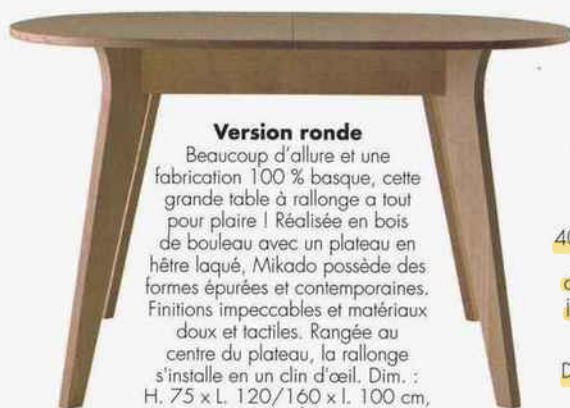 Version ronde
Beaucoup d'allure et une
fabrication 100 % basque, cette
grande table à rallonge a tout
pour plaire ! Réalisée en bois
de bouleau avec un plateau en
hêtre laqué, Mikado possède des
formes épurées et contemporaines.
Finitions impeccables et matériaux
doux et tactiles. Rangée au
centre du plateau, la rallonge
s'installe en un clin d'œil. Dim. :
H. 75 x L. 120/160 x l. 100 cm,